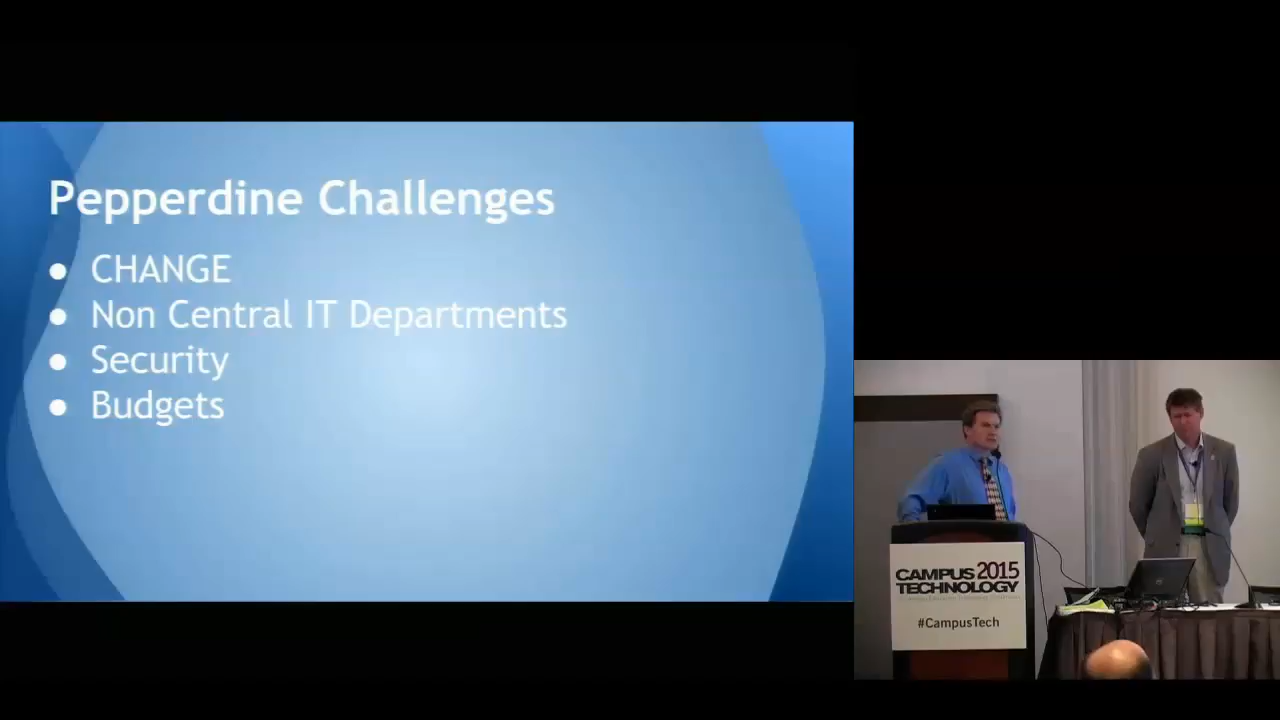 Pepperdine Challenges
● CHANGE
● Non Central IT Departments
● Security
● Budgets
CAMPUS 2015
TECHNOLOGY
#CampusTech